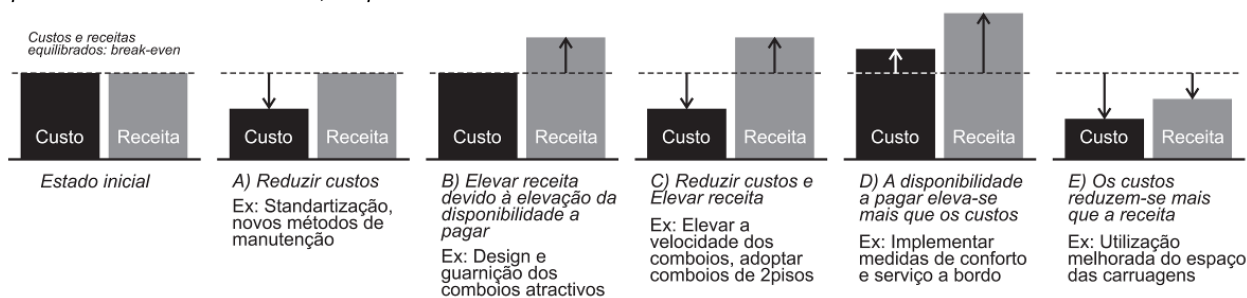 Custos e receitas
equilibrados: break-even
Custo
Receita
Estado inicial
Custo
Receita
A) Reduzir custos
Ex: Standartização,
novos métodos de
manutenção
Custo
Receita
B) Elevar receita
devido à elevação da
disponibilidade a
pagar
Ex: Design e
guarnição dos
comboios atractivos
Custo
Receita
C) Reduzir custos e
Elevar receita
Ex: Elevar a
velocidade dos
comboios, adoptar
comboios de 2pisos
Custo
Receita
D) A disponibilidade
a pagar eleva-se
mais que os custos
Ex: Implementar
medidas de conforto
e serviço a bordo
Custo
Receita
E) Os custos
reduzem-se mais
que a receita
Ex: Utilização
melhorada do espaço
das carruagens